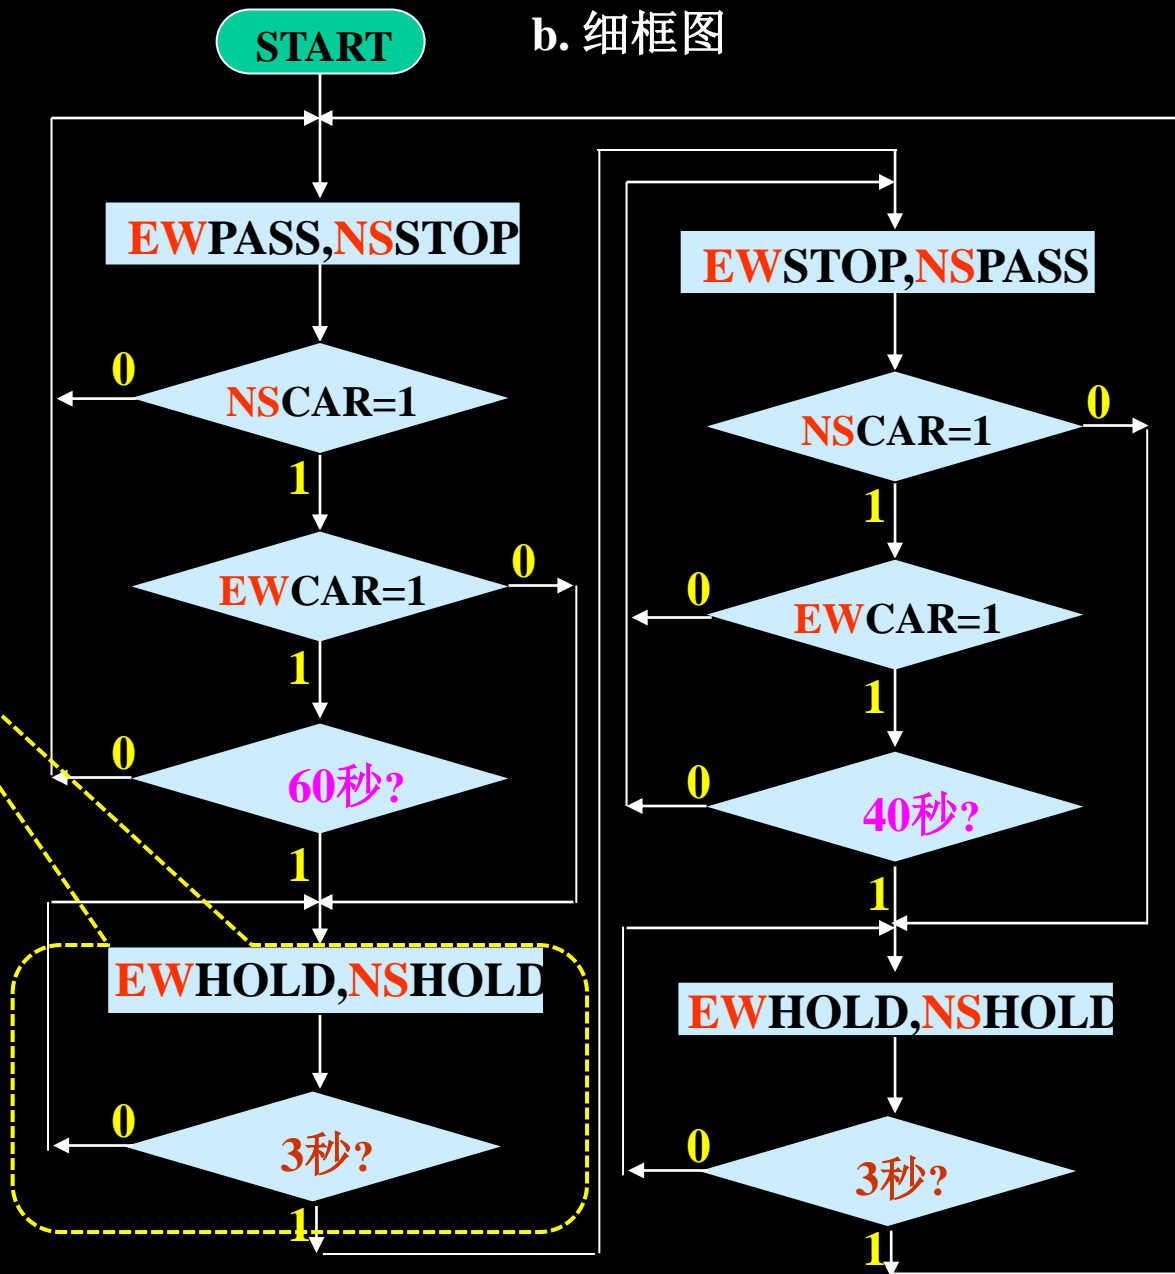 b. 细框图
START
EWPASS,NSSTOP
NSCAR=1
0
1
EWCAR=1
0
1
60秒?
0
1
EWHOLD,NSHOLD
3秒?
0
1
EWSTOP,NSPASS
NSCAR=1
0
1
EWCAR=1
0
1
40秒?
0
1
EWHOLD,NSHOLD
3秒?
0
1